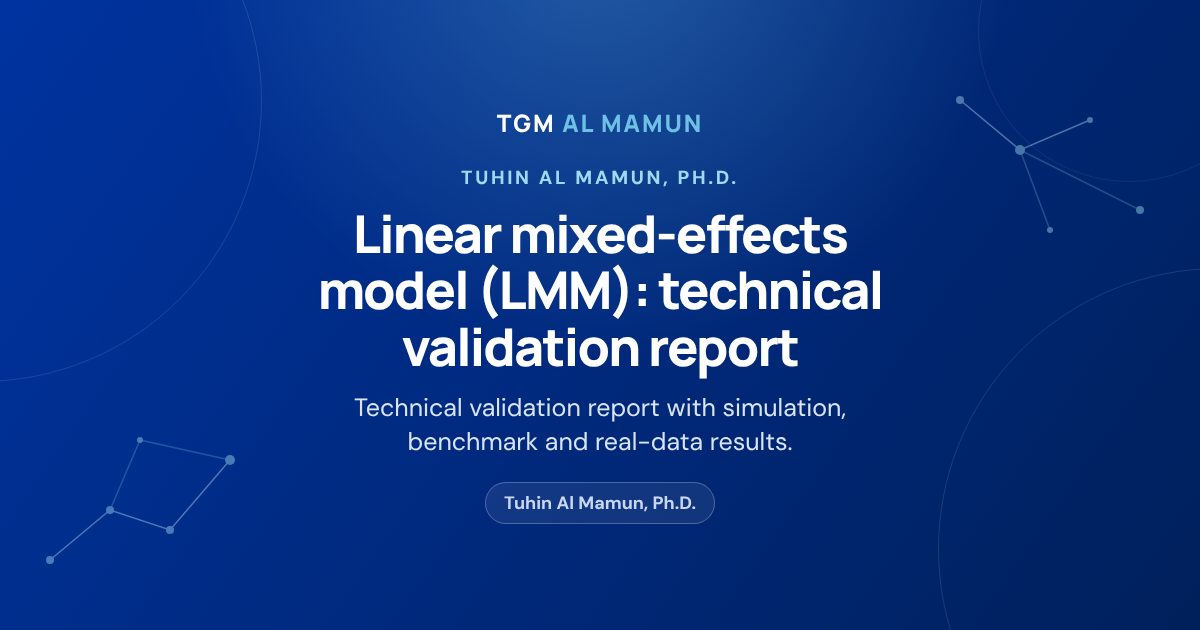 TGM AL MAMUN
TUHIN AL MAMUN, PH.D.
Linear mixed-effects
model (LMM): technical
validation report
Technical validation report with simulation,
benchmark and real-data results.
Tuhin Al Mamun, Ph.D.